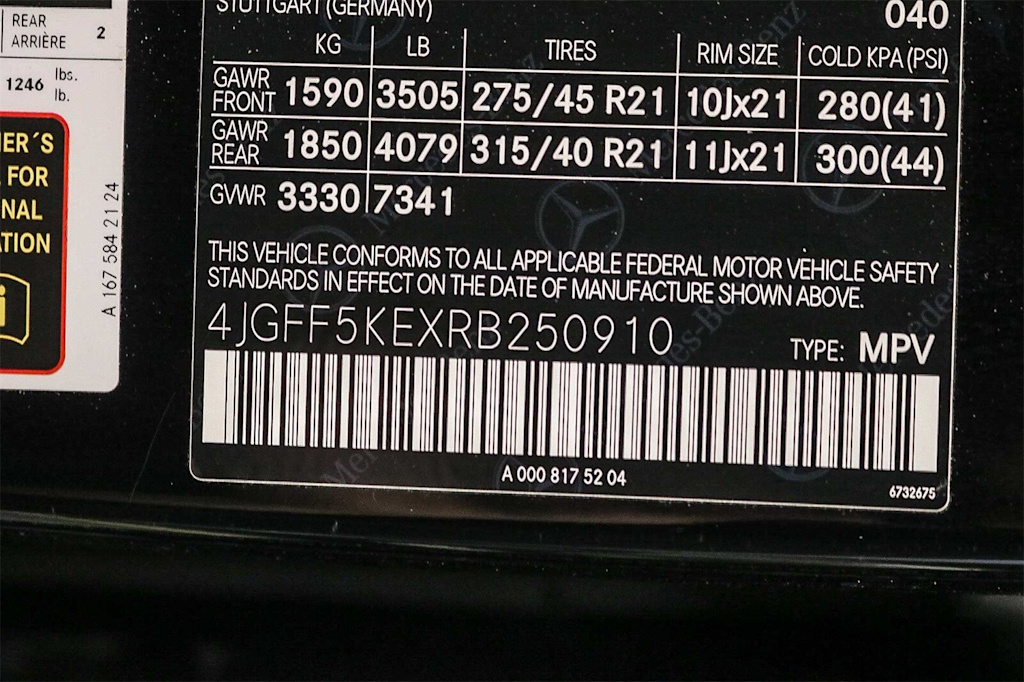 REAR
ARRIÈRE 2
1246 lbs.
lb.
FOR
A 167 584 21 24
STUTTGART (GERMANY)
040
KG LB TIRES RIM SIZE COLD KPA (PSI)
GAWR FRONT 1590 3505 275/45 R21 10Jx21 280(41)
GAWR REAR 1850 4079 315/40 R21 11Jx21 300(44)
GVWR 3330 7341
THIS VEHICLE CONFORMS TO ALL APPLICABLE FEDERAL MOTOR VEHICLE SAFETY
STANDARDS IN EFFECT ON THE DATE OF MANUFACTURE SHOWN ABOVE.
4JGFF5KEXRB250910
TYPE: MPV
A 000 817 52 04
6732675